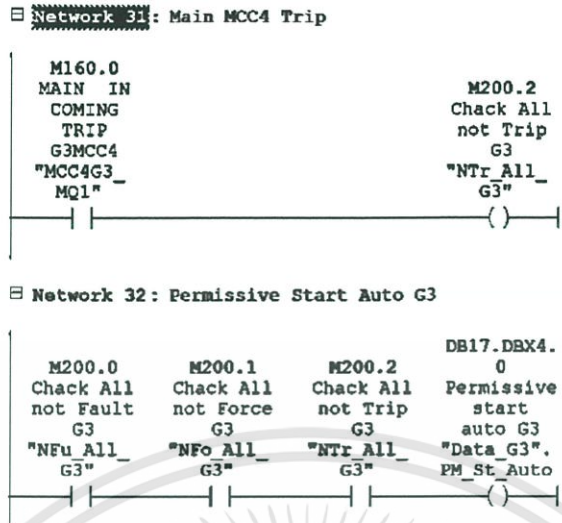 Network 31: Main MCC4 Trip
M160.0
MAIN IN
COMING
TRIP
G3MCC4
"MCC4G3_
MQ1"
M200.2
Chack All
not Trip
G3
"NTr_All_
G3"
Network 32: Permissive Start Auto G3
M200.0
Chack All
not Fault
G3
"NFu_All_
G3"
M200.1
Chack All
not Force
G3
"NFo_All_
G3"
M200.2
Chack All
not Trip
G3
"NTr_All_
G3"
DB17.DBX4.
0
Permissive
start
auto G3
"Data_G3".
PM_St_Auto